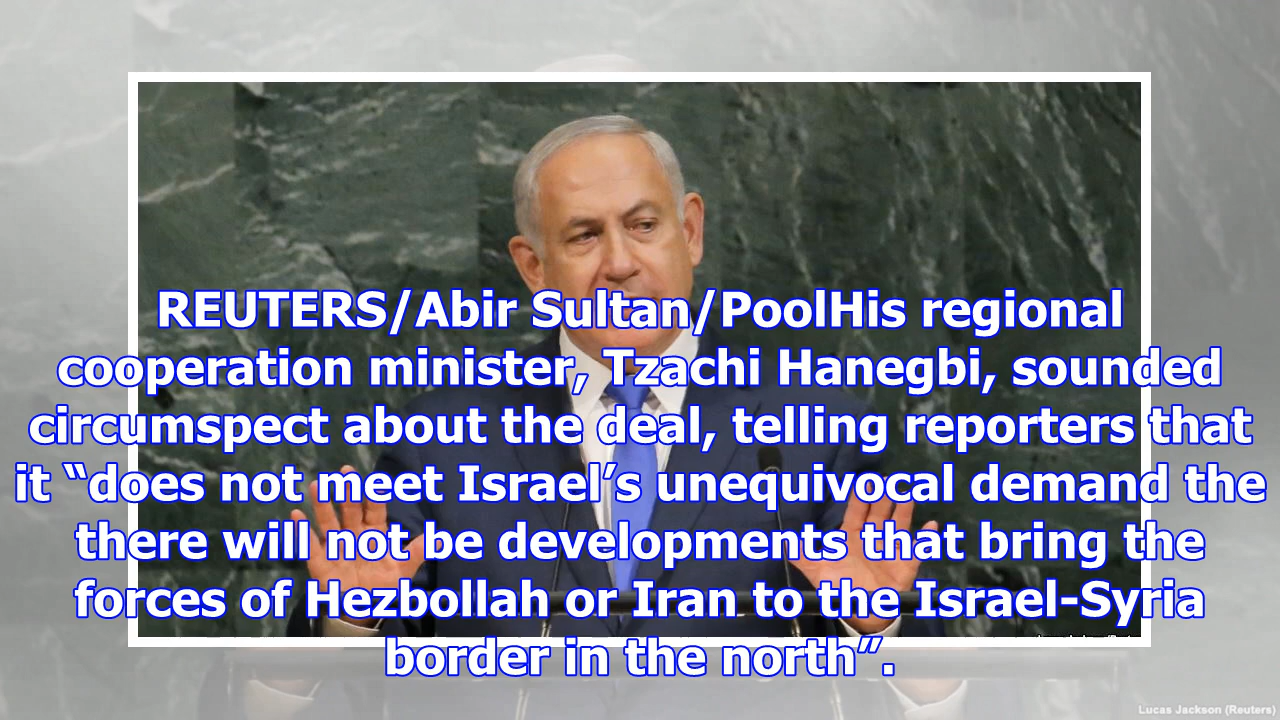 REUTERS/Abir Sultan/PoolHis regional
cooperation minister, Tzachi Hanegbi, sounded
circumspect about the deal, telling reporters that
it “does not meet Israel’s unequivocal demand the
there will not be developments that bring the
forces of Hezbollah or Iran to the Israel-Syria
border in the north”.
Lucas Jackson (Reuters)